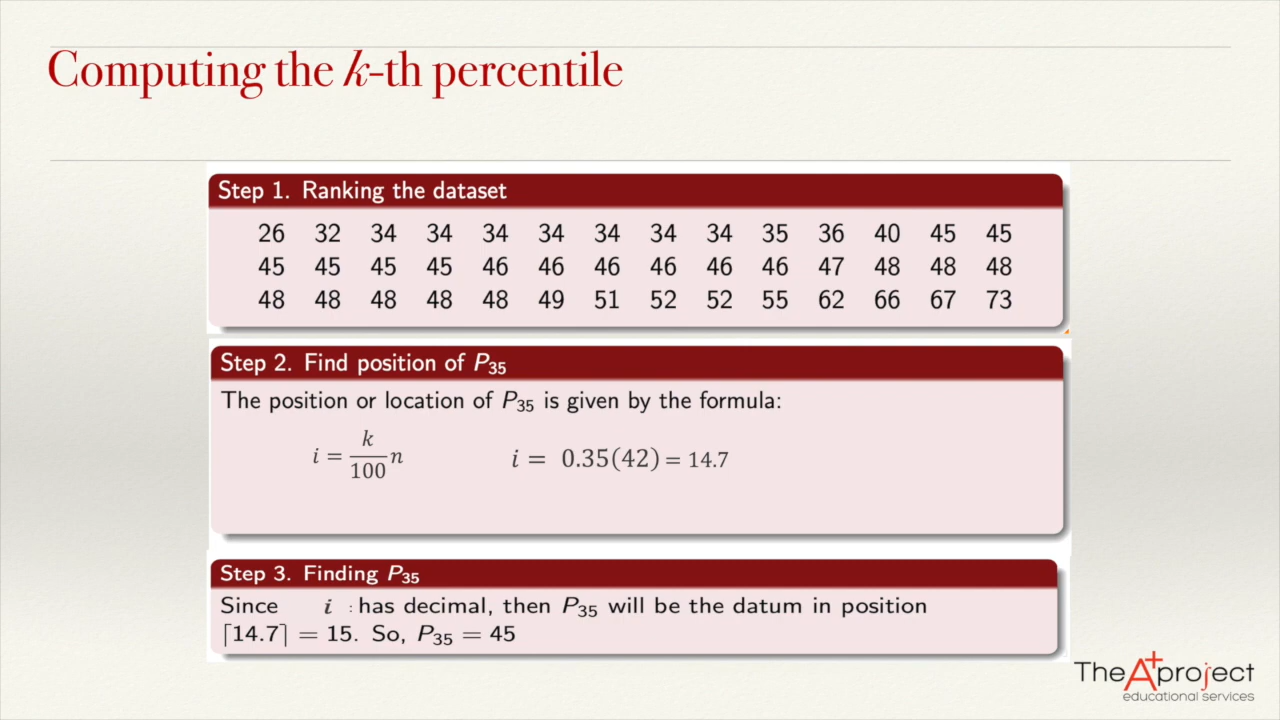 Computing the k-th percentile
Step 1. Ranking the dataset
26 32 34 34 34 34 34 34 34 35 36 40 45 45
45 45 45 45 46 46 46 46 46 46 47 48 48 48
48 48 48 48 48 49 51 52 52 55 62 66 67 73
Step 2. Find position of P₃₅
The position or location of P₃₅ is given by the formula:
i = k/100 n i = 0.35(42) = 14.7
Step 3. Finding P₃₅
Since i : has decimal, then P₃₅ will be the datum in position
⌈14.7⌉ = 15. So, P₃₅ = 45
The A+ project
educational services